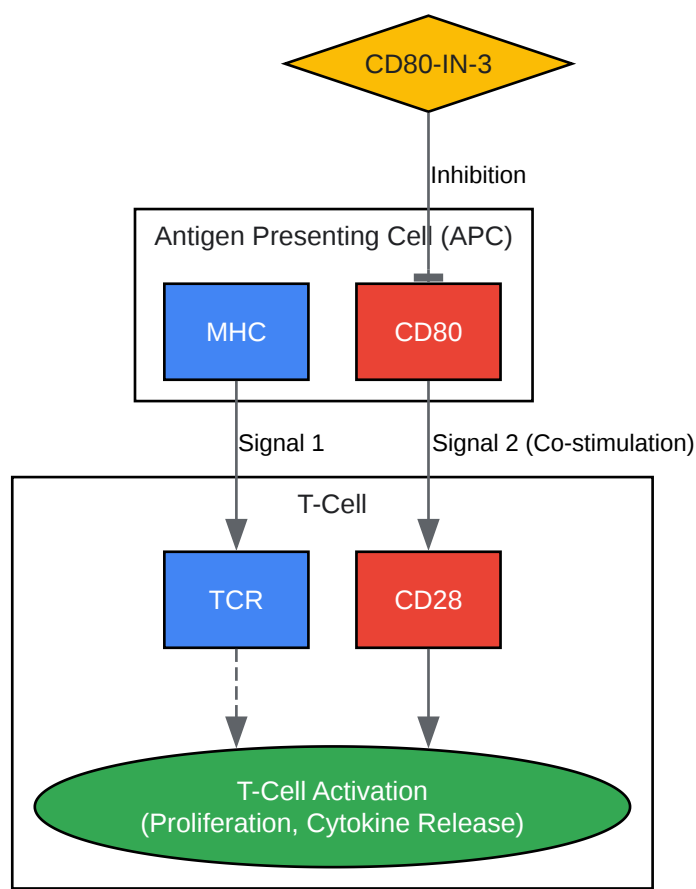 CD80-IN-3
Inhibition
Antigen Presenting Cell (APC)
MHC
CD80
Signal 1
Signal 2 (Co-stimulation)
T-Cell
TCR
CD28
T-Cell Activation
(Proliferation, Cytokine Release)